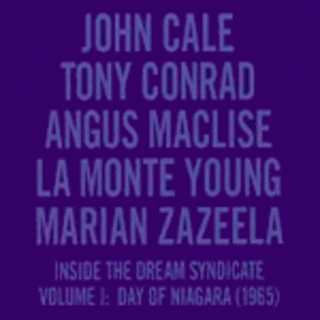 JOHN CALE
TONY CONRAD
ANGUS MACLISE
LA MONTE YOUNG
MARIAN ZAZEELA
INSIDE THE DREAM SYNDICATE
VOLUME I: DAY OF NIAGARA (1965)